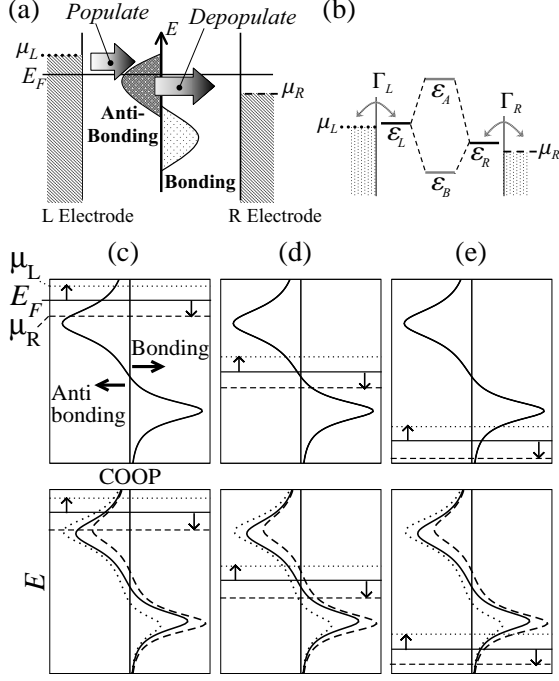 (a)
Populate
E
Depopulate
μL
EF
Anti-
Bonding
Bonding
μR
L Electrode
R Electrode
(b)
ΓL
εA
ΓR
μL
εL
εR
μR
εB
(c)
(d)
(e)
μL
EF
μR
Bonding
Anti
bonding
COOP
E